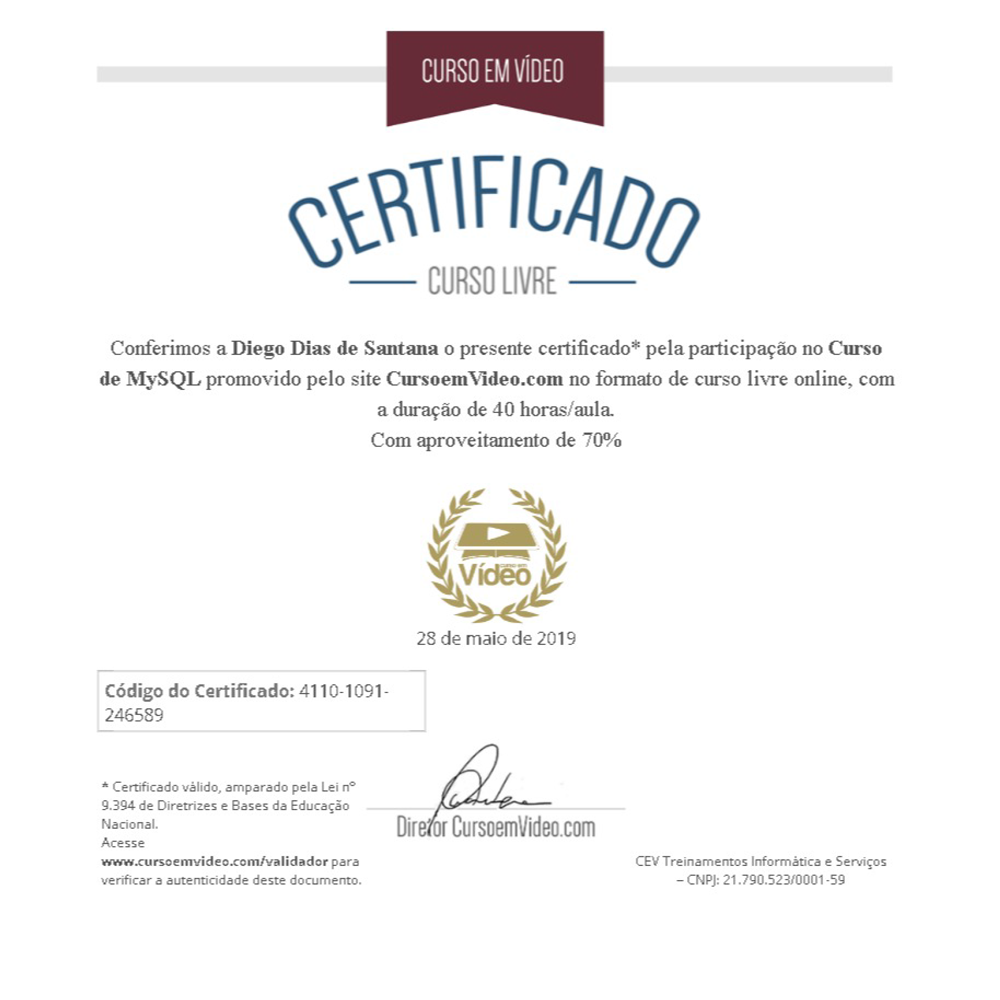 CURSO EM VÍDEO
CERTIFICADO
CURSO LIVRE
Conferimos a Diego Dias de Santana o presente certificado* pela participação no Curso
de MySQL promovido pelo site CursoemVideo.com no formato de curso livre online, com
a duração de 40 horas/aula.
Com aproveitamento de 70%
curso em
Vídeo
28 de maio de 2019
Código do Certificado: 4110-1091-
246589
* Certificado válido, amparado pela Lei nº
9.394 de Diretrizes e Bases da Educação
Nacional.
Acesse
www.cursoemvideo.com/validador para
verificar a autenticidade deste documento.
Diretor CursoemVideo.com
CEV Treinamentos Informática e Serviços
– CNPJ: 21.790.523/0001-59